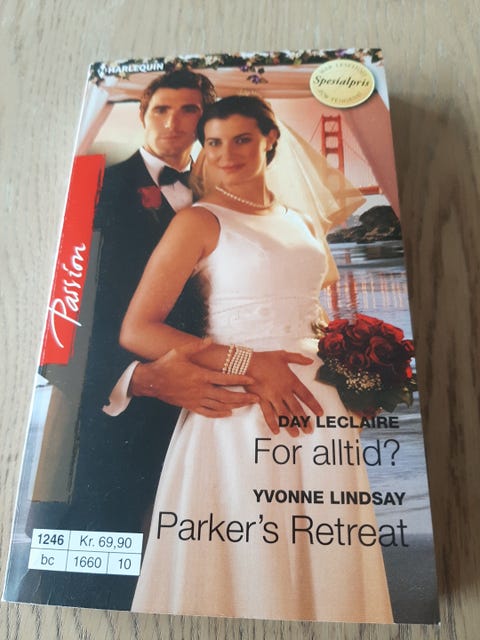 HARLEQUIN
Spesialpris
Passion
DAY LECLAIRE
For alltid?
YVONNE LINDSAY
Parker's Retreat
1246 Kr. 69,90
bc 1660 10